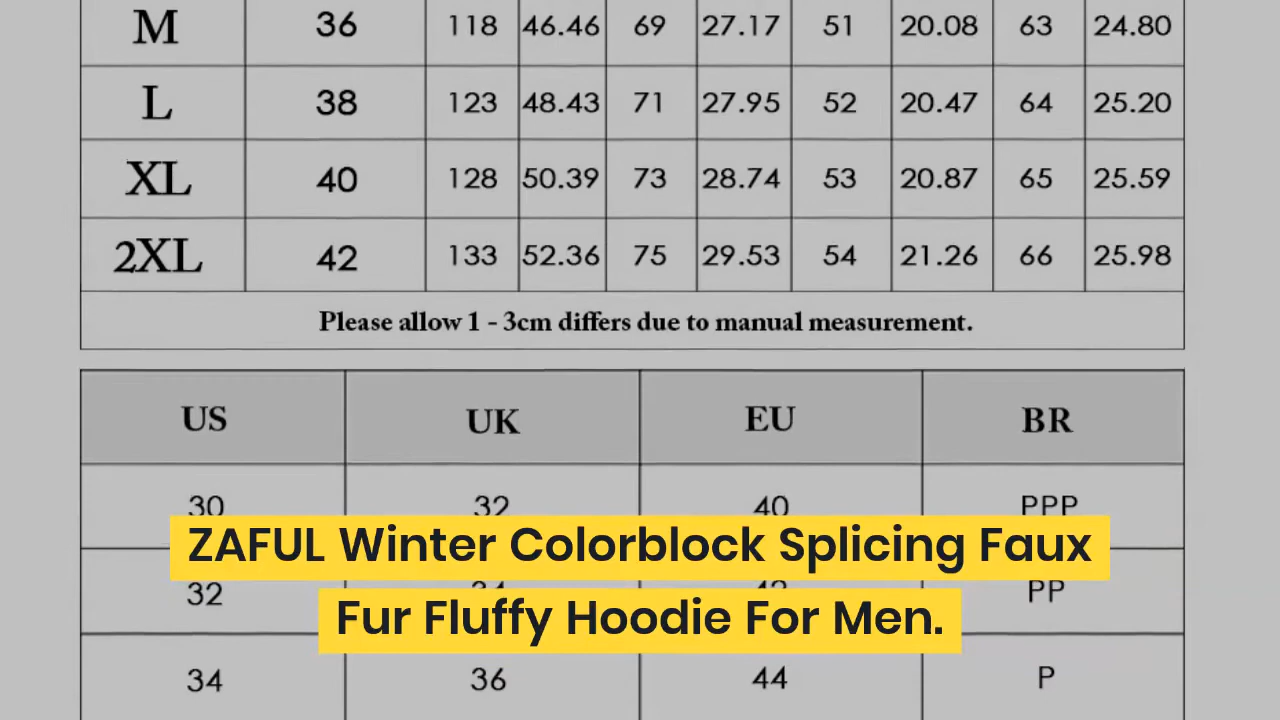 M 36 118 46.46 69 27.17 51 20.08 63 24.80
L 38 123 48.43 71 27.95 52 20.47 64 25.20
XL 40 128 50.39 73 28.74 53 20.87 65 25.59
2XL 42 133 52.36 75 29.53 54 21.26 66 25.98
Please allow 1 - 3cm differs due to manual measurement.
US UK EU BR
30 32 40 PPP
ZAFUL Winter Colorblock Splicing Faux
32 PP
Fur Fluffy Hoodie For Men.
34 36 44 P